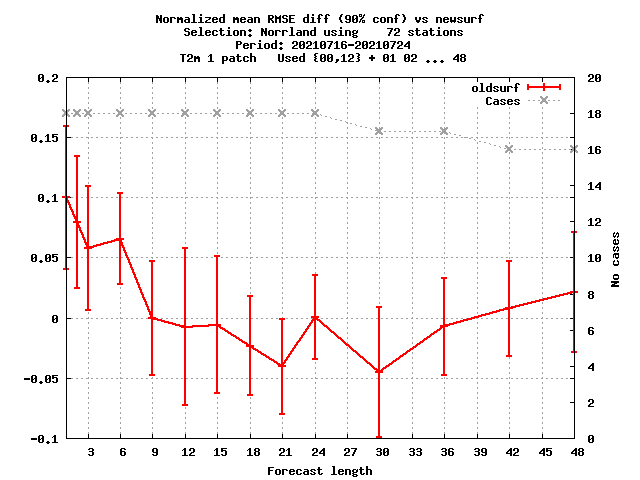 Normalized mean RMSE diff (90% conf) vs newsurf
Selection: Norrland using    72 stations
Period: 20210716-20210724
T2m 1 patch   Used {00,12} + 01 02 ... 48
oldsurf
Cases
0.2
0.15
0.1
0.05
0
-0.05
-0.1
20
18
16
14
12
10
8
6
4
2
0
No cases
3 6 9 12 15 18 21 24 27 30 33 36 39 42 45 48
Forecast length